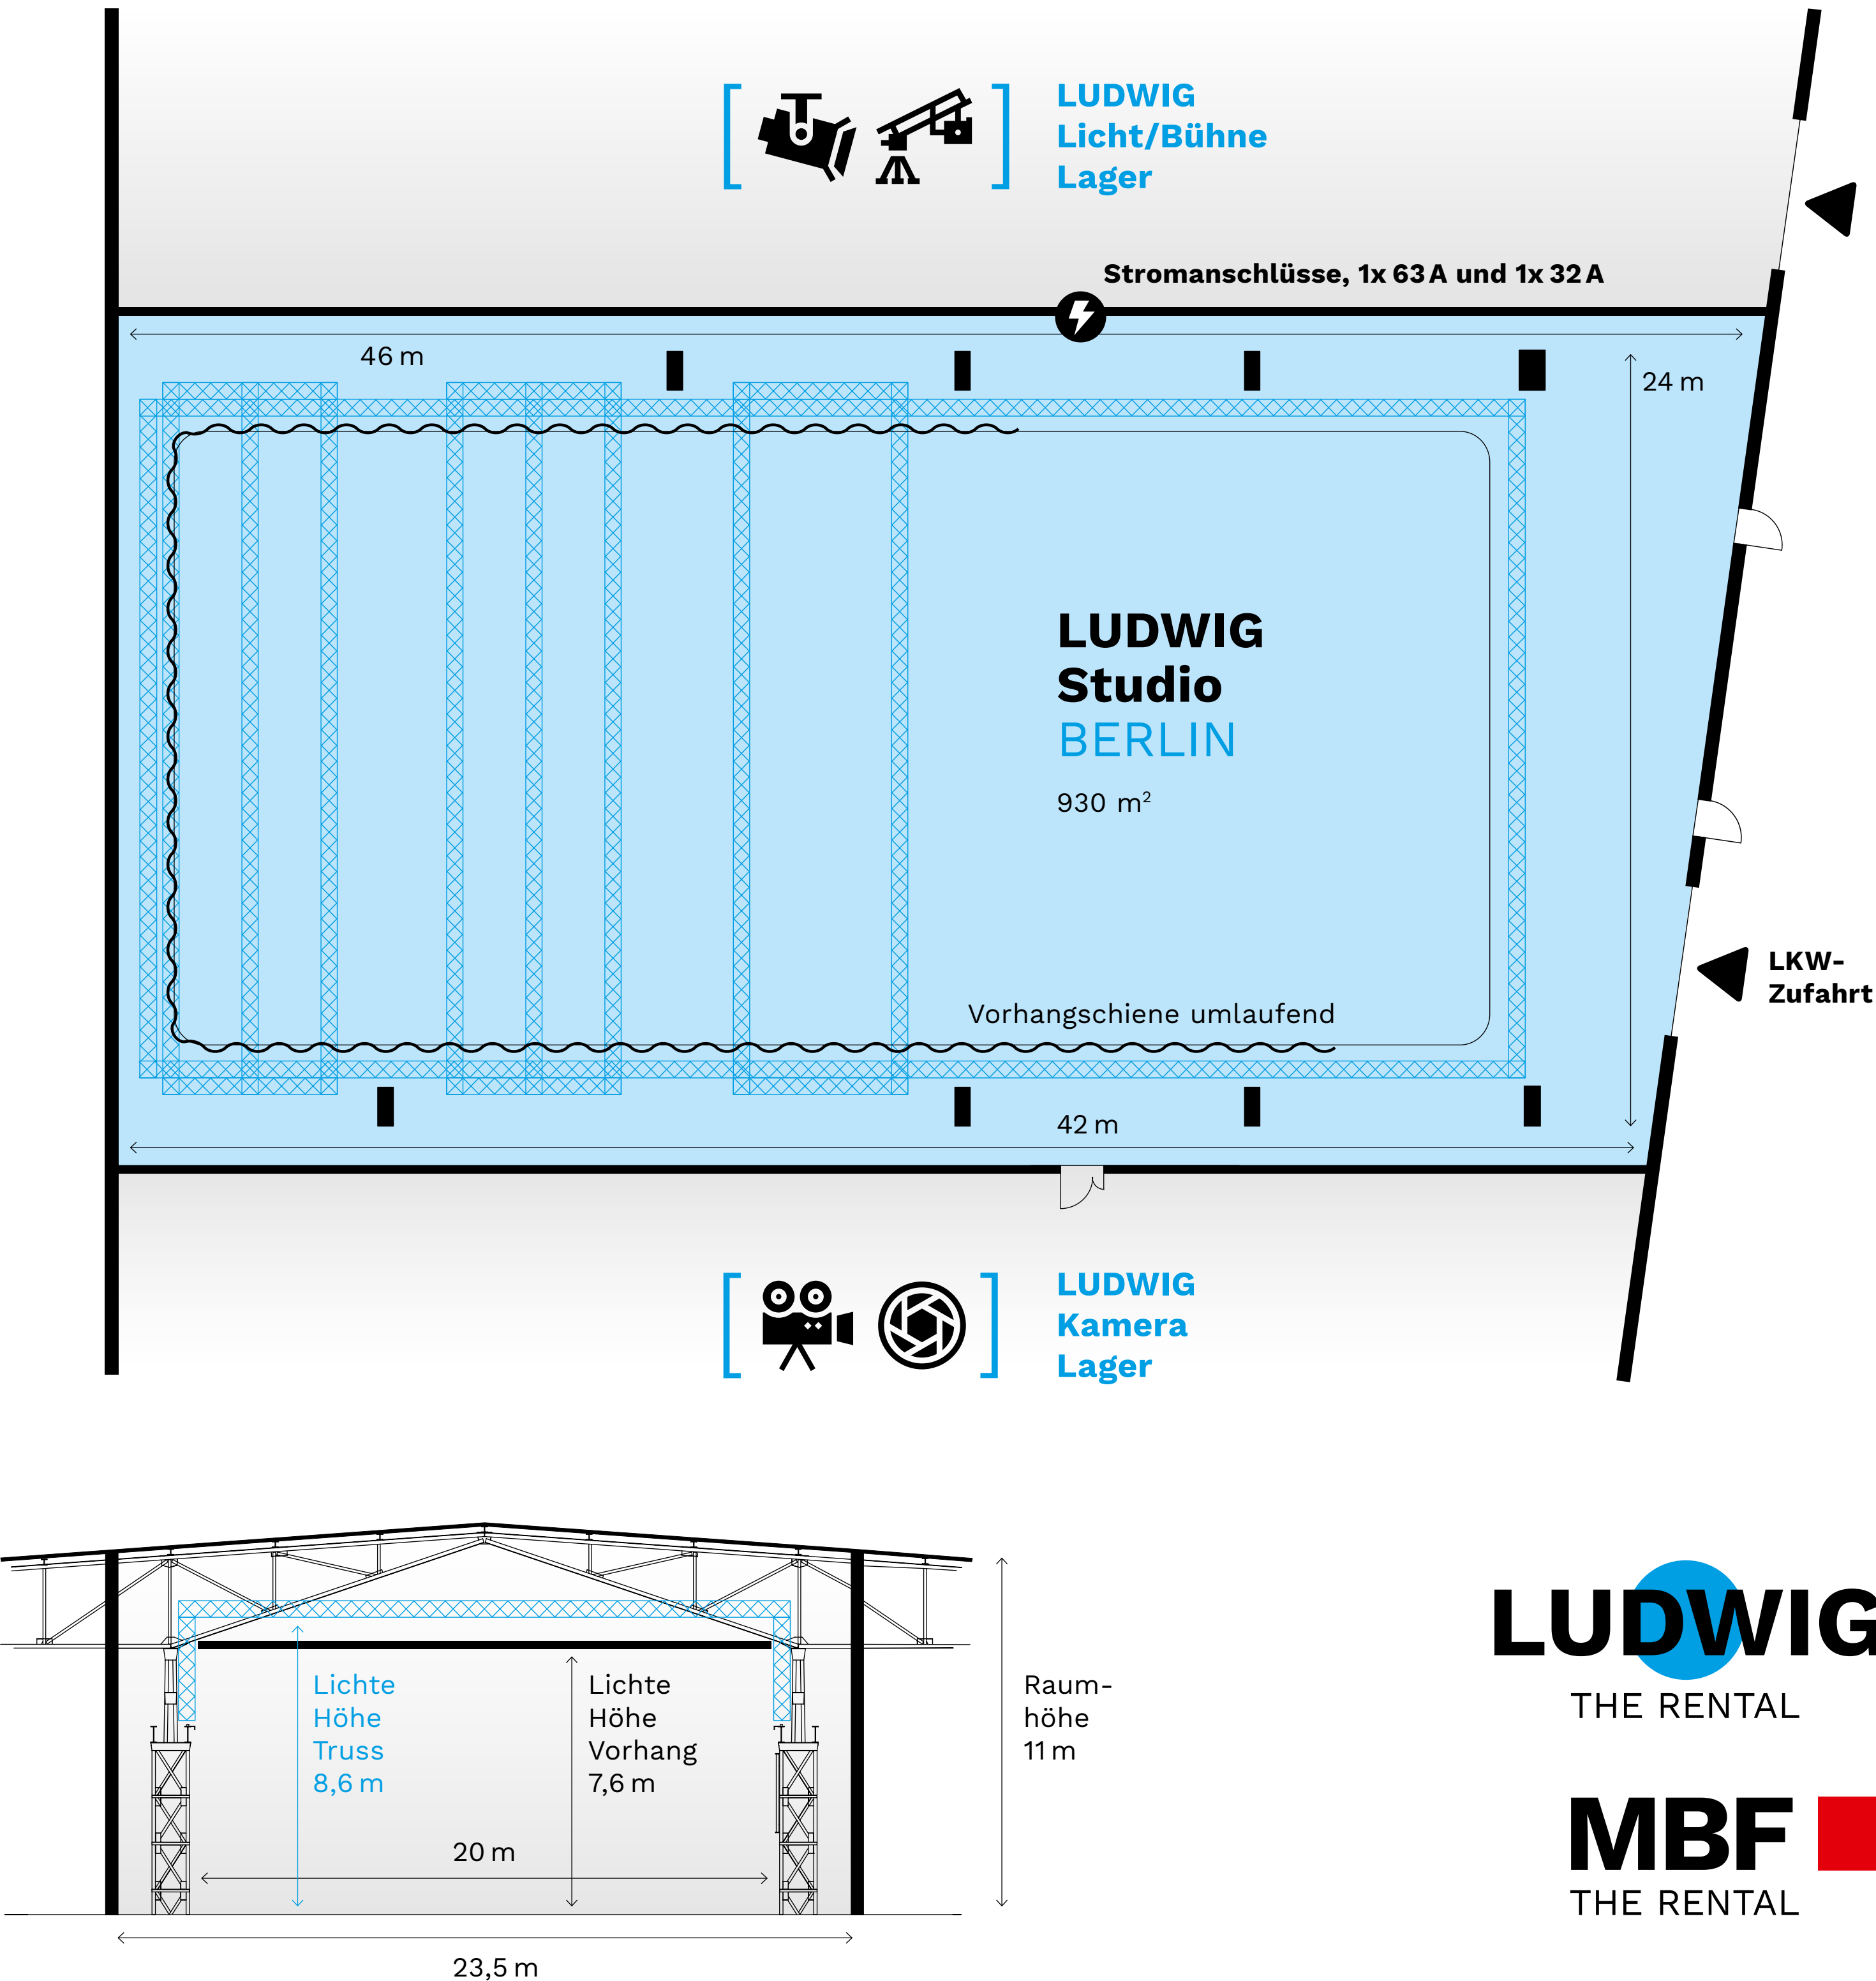 LUDWIG
Licht/Bühne
Lager
Stromanschlüsse, 1x 63 A und 1x 32 A
46 m
24 m
LUDWIG
Studio
BERLIN
930 m²
LKW-
Zufahrt
Vorhangschiene umlaufend
42 m
LUDWIG
Kamera
Lager
Lichte
Höhe
Truss
8,6 m
Lichte
Höhe
Vorhang
7,6 m
Raum-
höhe
11 m
20 m
23,5 m
LUDWIG
THE RENTAL
MBF
THE RENTAL